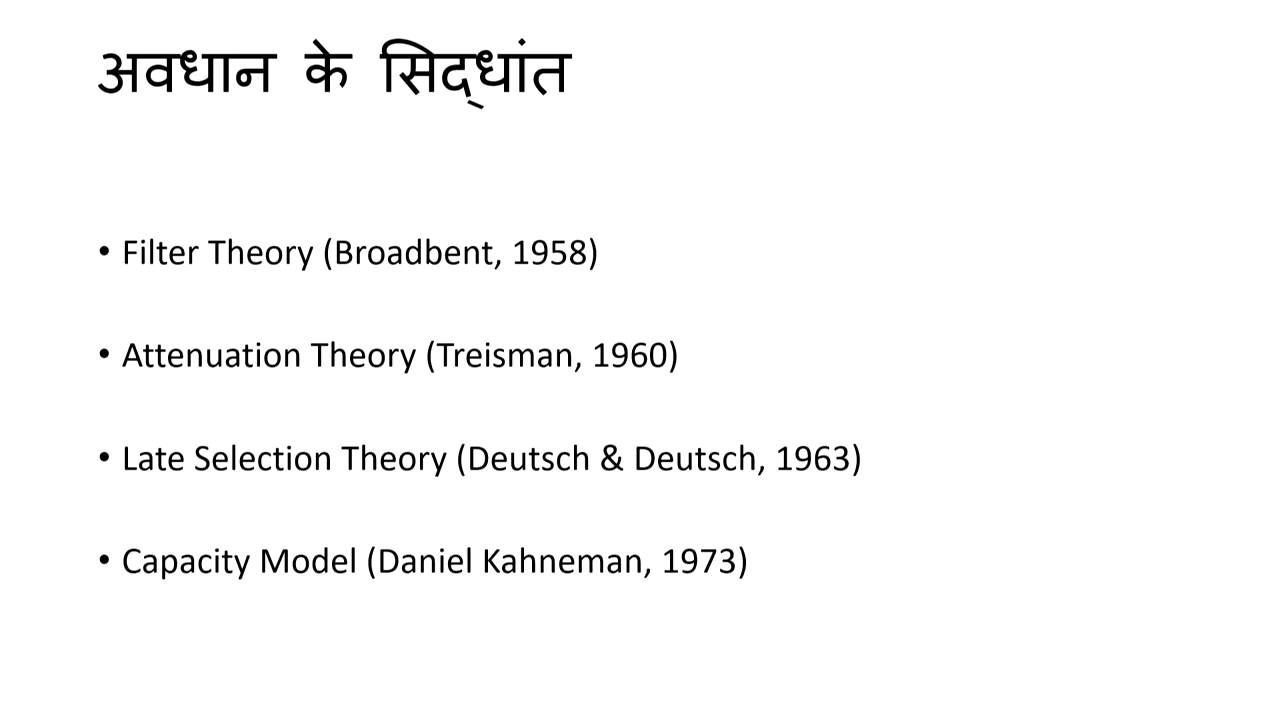 अवधान के सिद्धांत
• Filter Theory (Broadbent, 1958)
• Attenuation Theory (Treisman, 1960)
• Late Selection Theory (Deutsch & Deutsch, 1963)
• Capacity Model (Daniel Kahneman, 1973)